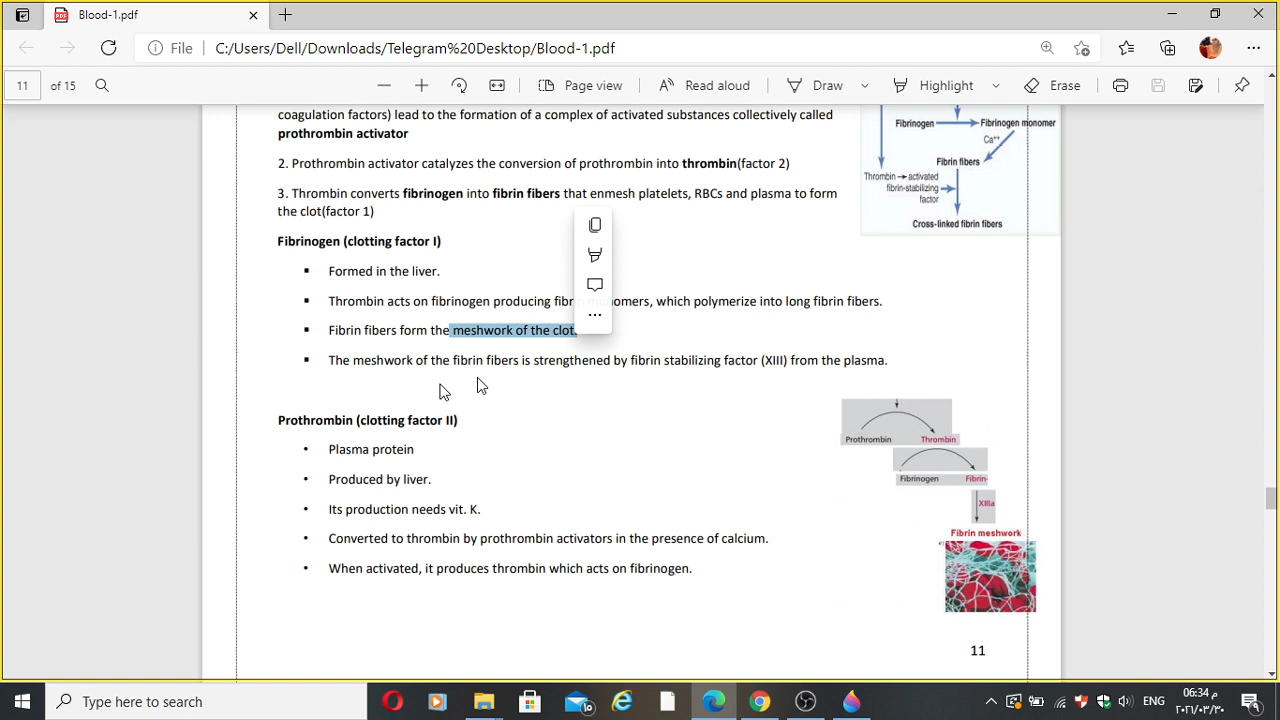 Blood-1.pdf
File
C:/Users/Dell/Downloads/Telegram%20Desktop/Blood-1.pdf
11 of 15
Page view
Read aloud
Draw
Highlight
Erase
coagulation factors) lead to the formation of a complex of activated substances collectively called
prothrombin activator
2. Prothrombin activator catalyzes the conversion of prothrombin into thrombin(factor 2)
3. Thrombin converts fibrinogen into fibrin fibers that enmesh platelets, RBCs and plasma to form
the clot(factor 1)
Fibrinogen (clotting factor I)
▪ Formed in the liver.
▪ Thrombin acts on fibrinogen producing fibrin monomers, which polymerize into long fibrin fibers.
▪ Fibrin fibers form the meshwork of the clot.
▪ The meshwork of the fibrin fibers is strengthened by fibrin stabilizing factor (XIII) from the plasma.
Prothrombin (clotting factor II)
• Plasma protein
• Produced by liver.
• Its production needs vit. K.
• Converted to thrombin by prothrombin activators in the presence of calcium.
• When activated, it produces thrombin which acts on fibrinogen.
Fibrinogen
Fibrinogen monomer
Ca++
Fibrin fibers
Thrombin → activated
fibrin-stabilizing
factor
Cross-linked fibrin fibers
Prothrombin
Thrombin
Fibrinogen
Fibrin-
XIIIa
Fibrin meshwork
11
Type here to search
ENG
06:34 م
٢٠٢١/٠٣/٣٠